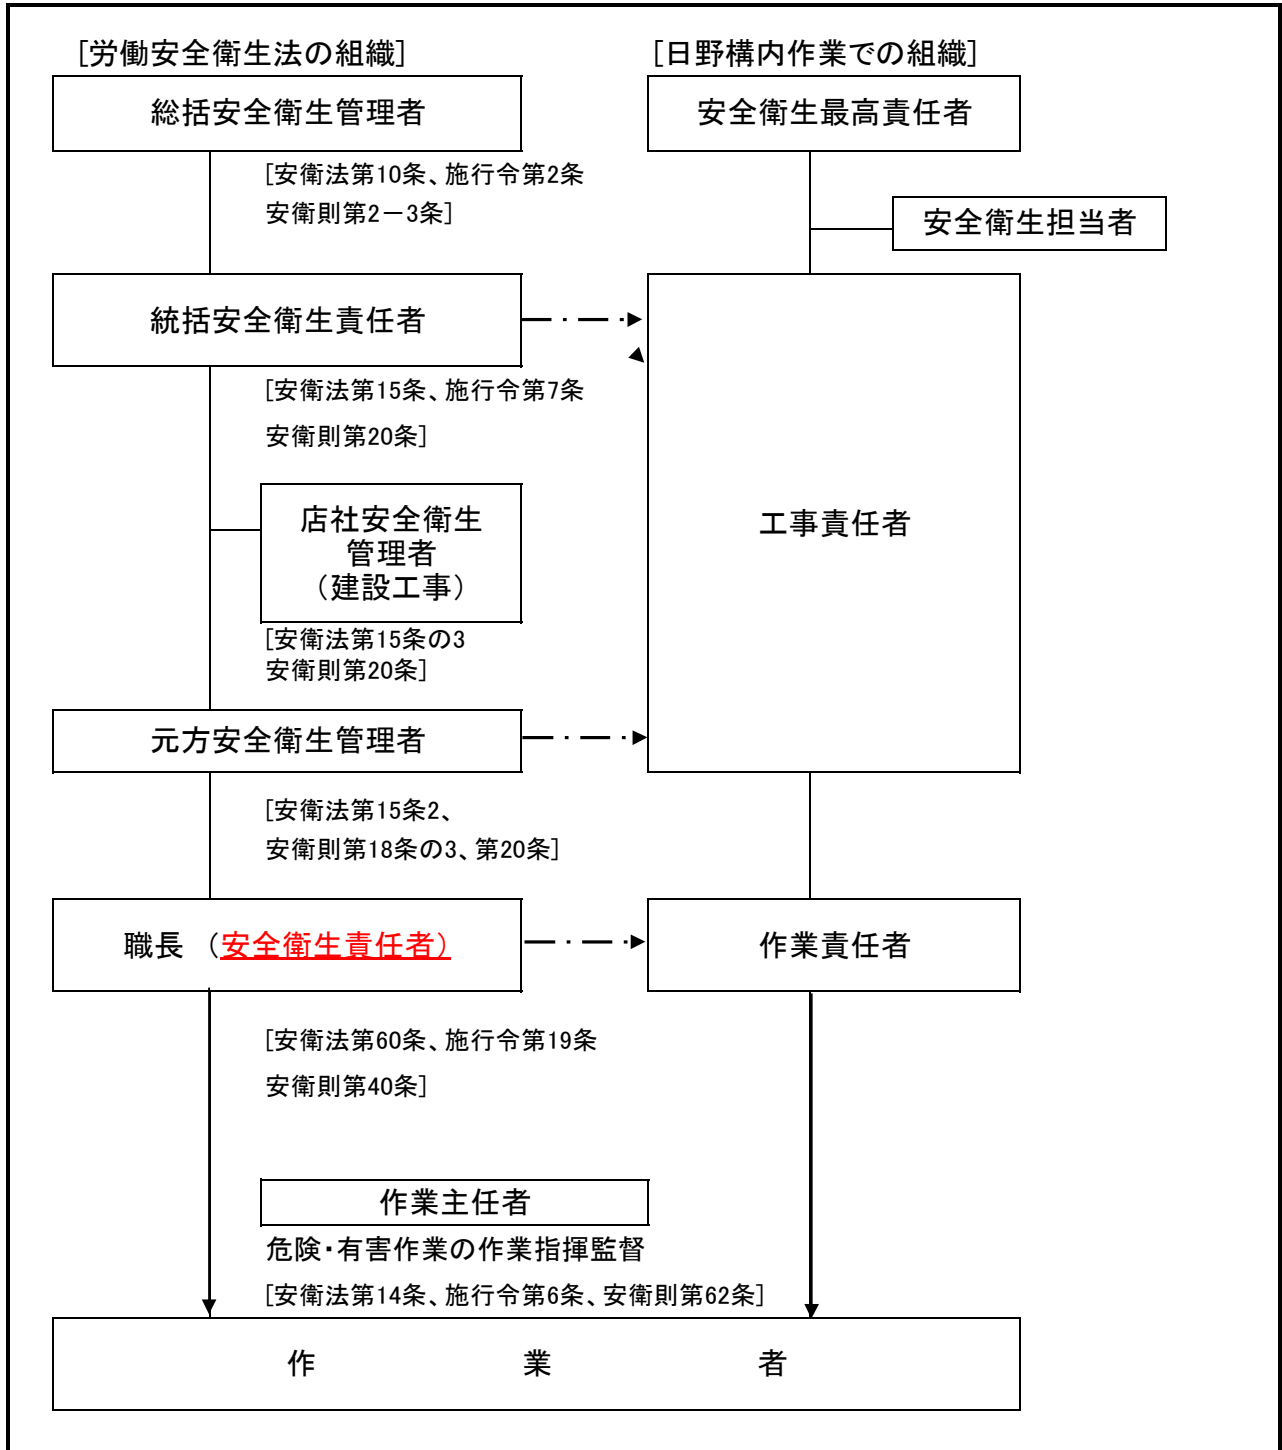 [労働安全衛生法の組織]
[日野構内作業での組織]
総括安全衛生管理者
安全衛生最高責任者
[安衛法第10条、施行令第2条
安衛則第2－3条]
安全衛生担当者
統括安全衛生責任者
[安衛法第15条、施行令第7条
安衛則第20条]
店社安全衛生
管理者
（建設工事）
[安衛法第15条の3
安衛則第20条]
工事責任者
元方安全衛生管理者
[安衛法第15条2、
安衛則第18条の3、第20条]
職長 （安全衛生責任者）
作業責任者
[安衛法第60条、施行令第19条
安衛則第40条]
作業主任者
危険・有害作業の作業指揮監督
[安衛法第14条、施行令第6条、安衛則第62条]
作 業 者